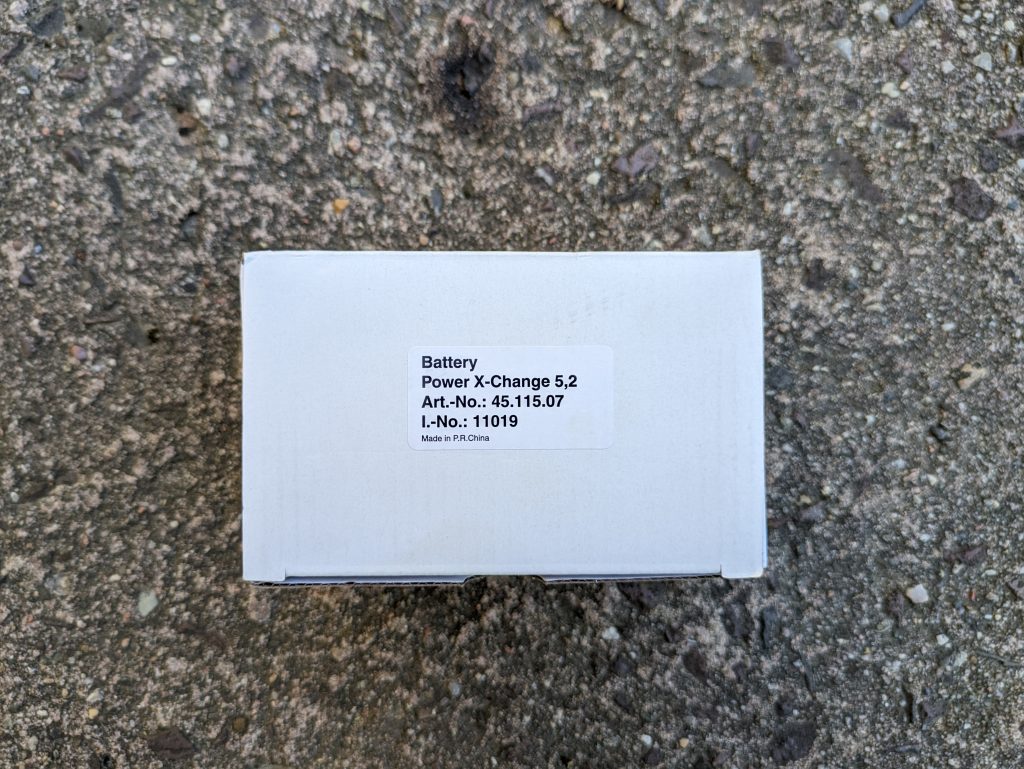 Battery
Power X-Change 5,2
Art.-No.: 45.115.07
I.-No.: 11019
Made in P.R.China